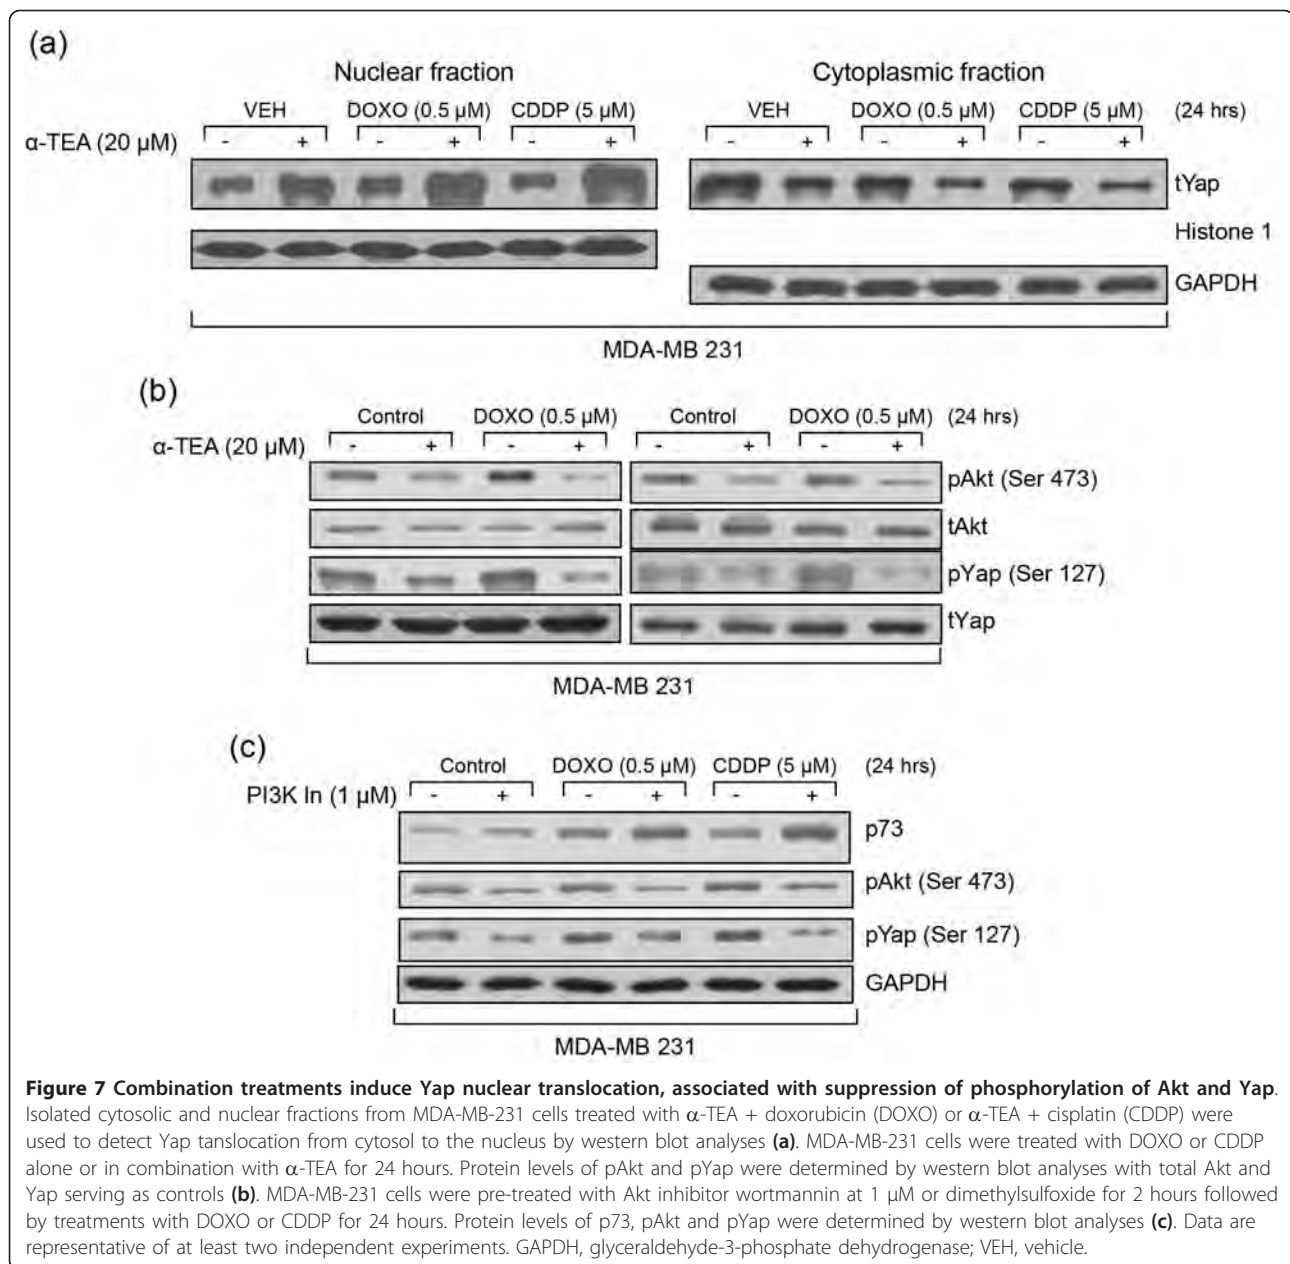 (a)
Nuclear fraction Cytoplasmic fraction
VEH DOXO (0.5 µM) CDDP (5 µM) VEH DOXO (0.5 µM) CDDP (5 µM) (24 hrs)
α-TEA (20 µM) - + - + - + - + - + - +
tYap
Histone 1
GAPDH
MDA-MB 231
(b)
Control DOXO (0.5 µM) Control DOXO (0.5 µM) (24 hrs)
α-TEA (20 µM) - + - + - + - +
pAkt (Ser 473)
tAkt
pYap (Ser 127)
tYap
MDA-MB 231
(c)
Control DOXO (0.5 µM) CDDP (5 µM) (24 hrs)
PI3K In (1 µM) - + - + - +
p73
pAkt (Ser 473)
pYap (Ser 127)
GAPDH
MDA-MB 231
Figure 7 Combination treatments induce Yap nuclear translocation, associated with suppression of phosphorylation of Akt and Yap.
Isolated cytosolic and nuclear fractions from MDA-MB-231 cells treated with α-TEA + doxorubicin (DOXO) or α-TEA + cisplatin (CDDP) were
used to detect Yap tanslocation from cytosol to the nucleus by western blot analyses (a). MDA-MB-231 cells were treated with DOXO or CDDP
alone or in combination with α-TEA for 24 hours. Protein levels of pAkt and pYap were determined by western blot analyses with total Akt and
Yap serving as controls (b). MDA-MB-231 cells were pre-treated with Akt inhibitor wortmannin at 1 µM or dimethylsulfoxide for 2 hours followed
by treatments with DOXO or CDDP for 24 hours. Protein levels of p73, pAkt and pYap were determined by western blot analyses (c). Data are
representative of at least two independent experiments. GAPDH, glyceraldehyde-3-phosphate dehydrogenase; VEH, vehicle.